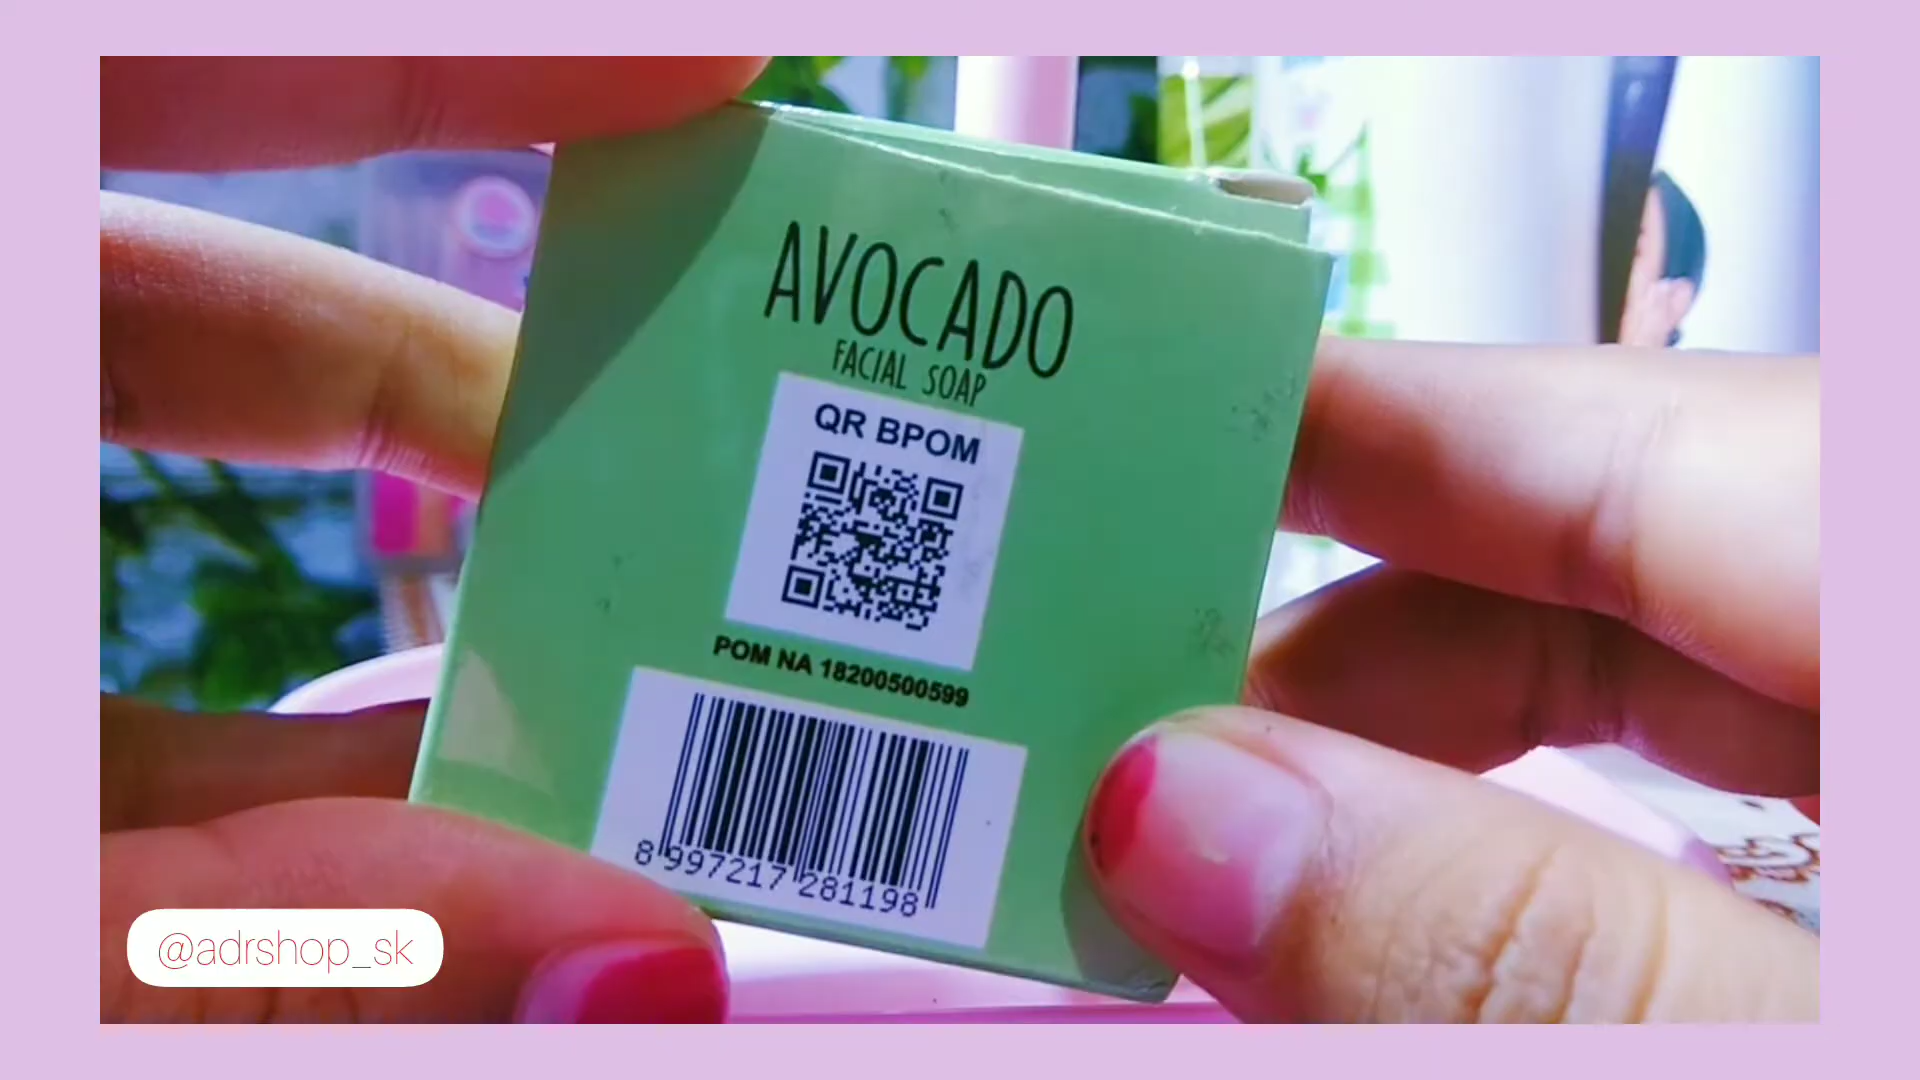 AVOCADO
FACIAL SOAP
QR BPOM
POM NA 18200500599
8 997217 281198
@adrshop_sk